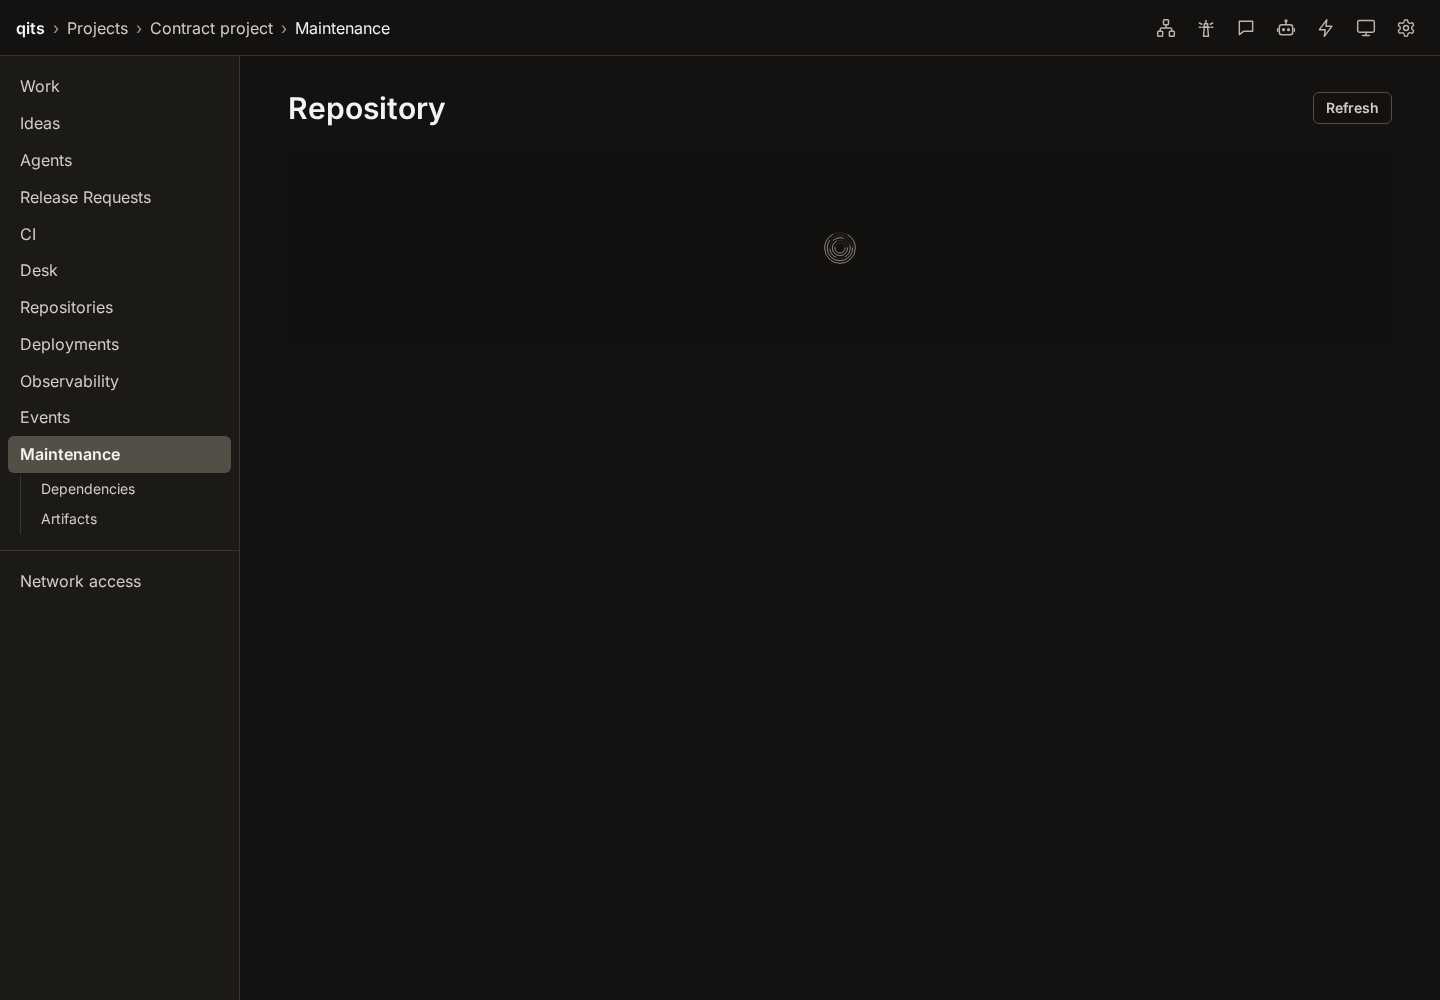 qits › Projects › Contract project › Maintenance
Work
Ideas
Agents
Release Requests
CI
Desk
Repositories
Deployments
Observability
Events
Maintenance
Dependencies
Artifacts
Network access
Repository
Refresh